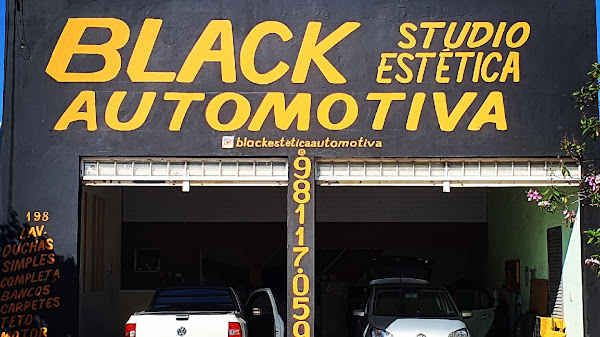 BLACK STUDIO
ESTÉTICA
AUTOMOTIVA
blackesteticaautomotiva
98117.059
198
LAV.
DUCHAS
SIMPLES
COMPLETA
BANCOS
CARPETES
TETO
MOTOR